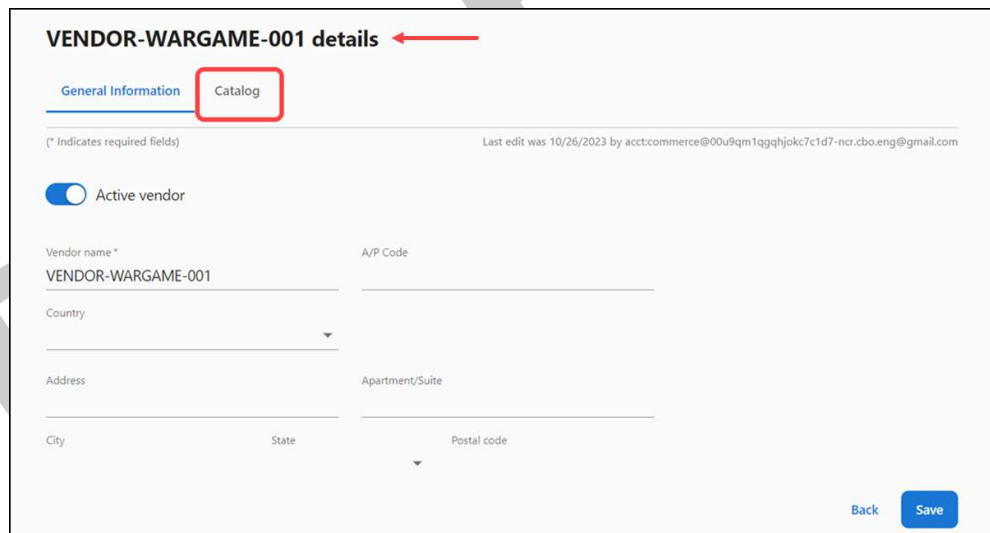 VENDOR-WARGAME-001 details
General Information Catalog
(* Indicates required fields) Last edit was 10/26/2023 by acct:commerce@00u9qm1qgqhjokc7c1d7-ncr.cbo.eng@gmail.com
Active vendor
Vendor name * A/P Code
VENDOR-WARGAME-001
Country
Address Apartment/Suite
City State Postal code
Back Save